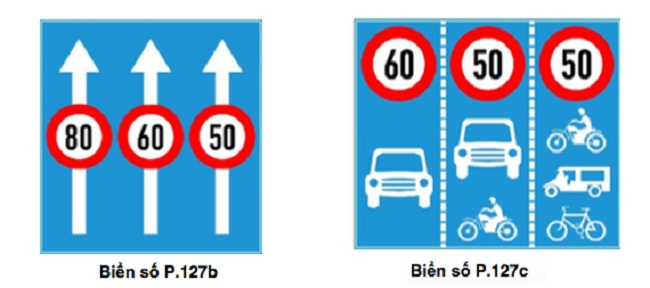 80 60 50
60 50 50
Biển số P.127b
Biển số P.127c